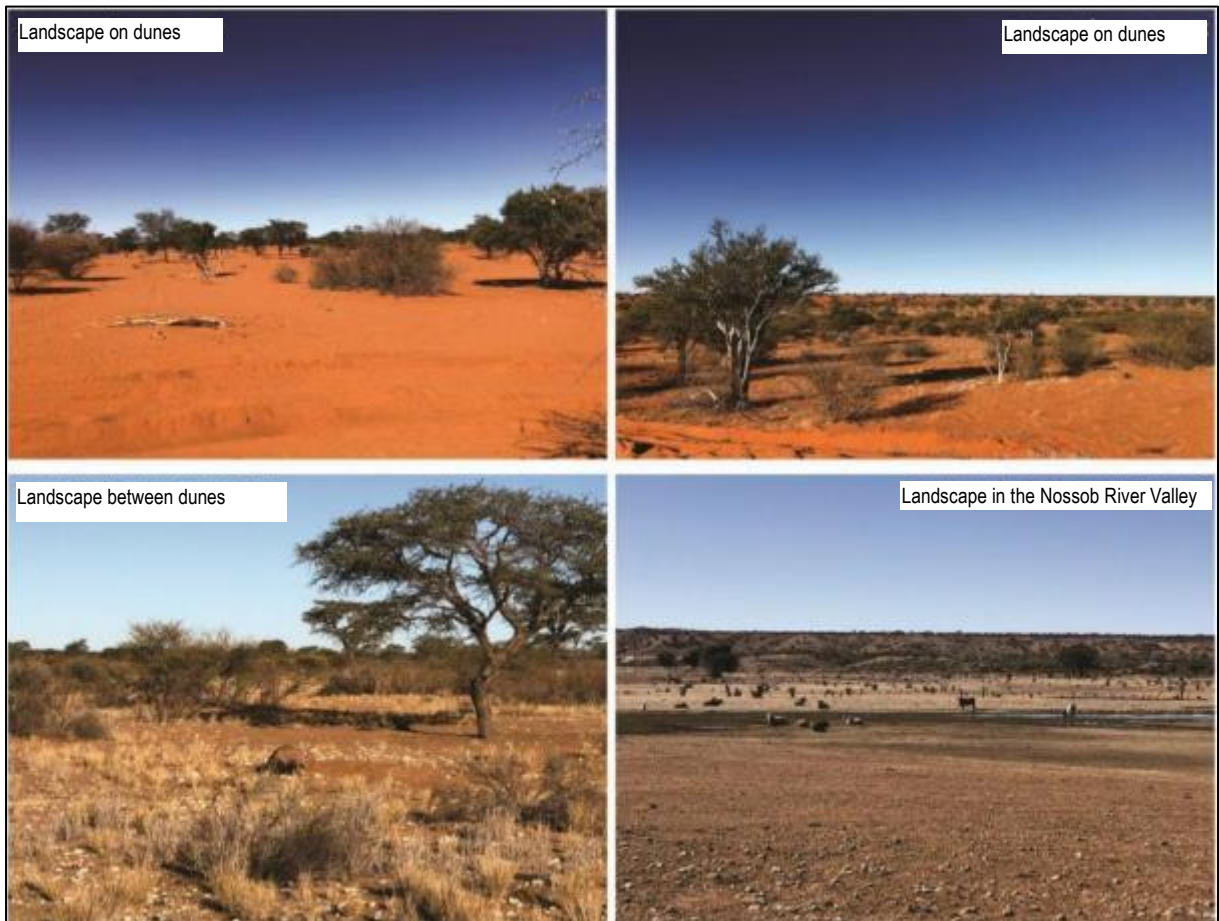 Landscape on dunes
Landscape on dunes
Landscape between dunes
Landscape in the Nossob River Valley